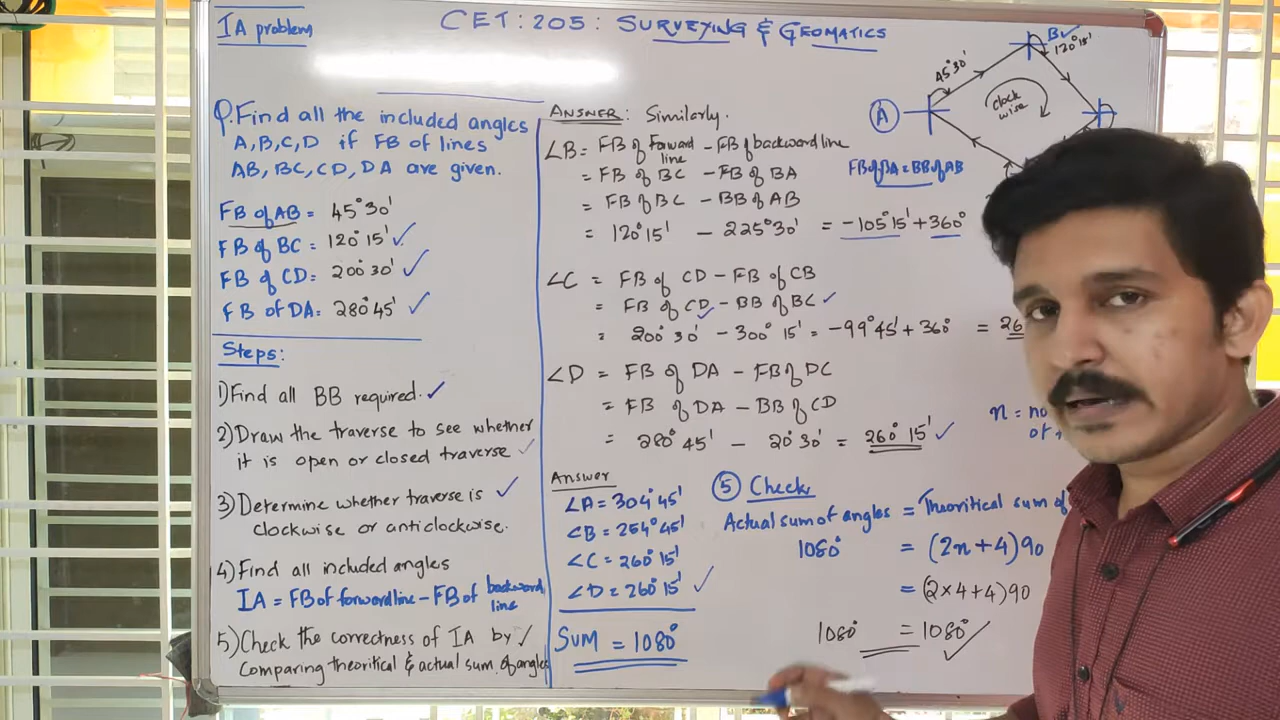 IA problem
CET:205: SURVEYING & GEOMATICS
Q. Find all the included angles
A, B, C, D if FB of lines
AB, BC, CD, DA are given.
FB of AB = 45°30'
FB of BC = 120°15' ✓
FB of CD = 200°30' ✓
FB of DA = 280°45' ✓
Steps:
1) Find all BB required. ✓
2) Draw the traverse to see whether
it is open or closed traverse ✓
3) Determine whether traverse is ✓
clockwise or anticlockwise.
4) Find all included angles
IA = FB of forward line - FB of backward
line
5) Check the correctness of IA by ✓
Comparing theoritical & actual sum of angles
ANSWER: Similarly.
∠B = FB of forward line - FB of backward line
= FB of BC - FB of BA
= FB of BC - BB of AB
= 120°15' - 225°30' = -105°15' + 360°
∠C = FB of CD - FB of CB
= FB of CD - BB of BC ✓
= 200°30' - 300°15' = -99°45' + 360° = 26
∠D = FB of DA - FB of DC
= FB of DA - BB of CD
= 280°45' - 20°30' = 260°15' ✓
Answer
∠A = 304°45'
∠B = 254°45'
∠C = 260°15'
∠D = 260°15' ✓
SUM = 1080°
5 Check
Actual sum of angles = Theoritical sum of
1080° = (2n+4)90
= (2×4+4)90
1080° = 1080° ✓
n = no
of
B ✓
120°15'
45°30'
Clock
wise
A
FB of BA = BB of AB